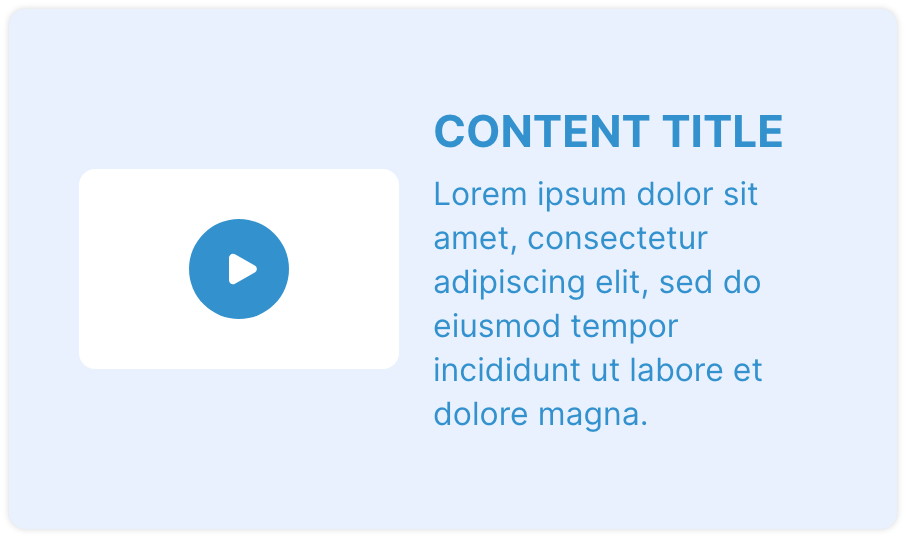 CONTENT TITLE
Lorem ipsum dolor sit
amet, consectetur
adipiscing elit, sed do
eiusmod tempor
incididunt ut labore et
dolore magna.